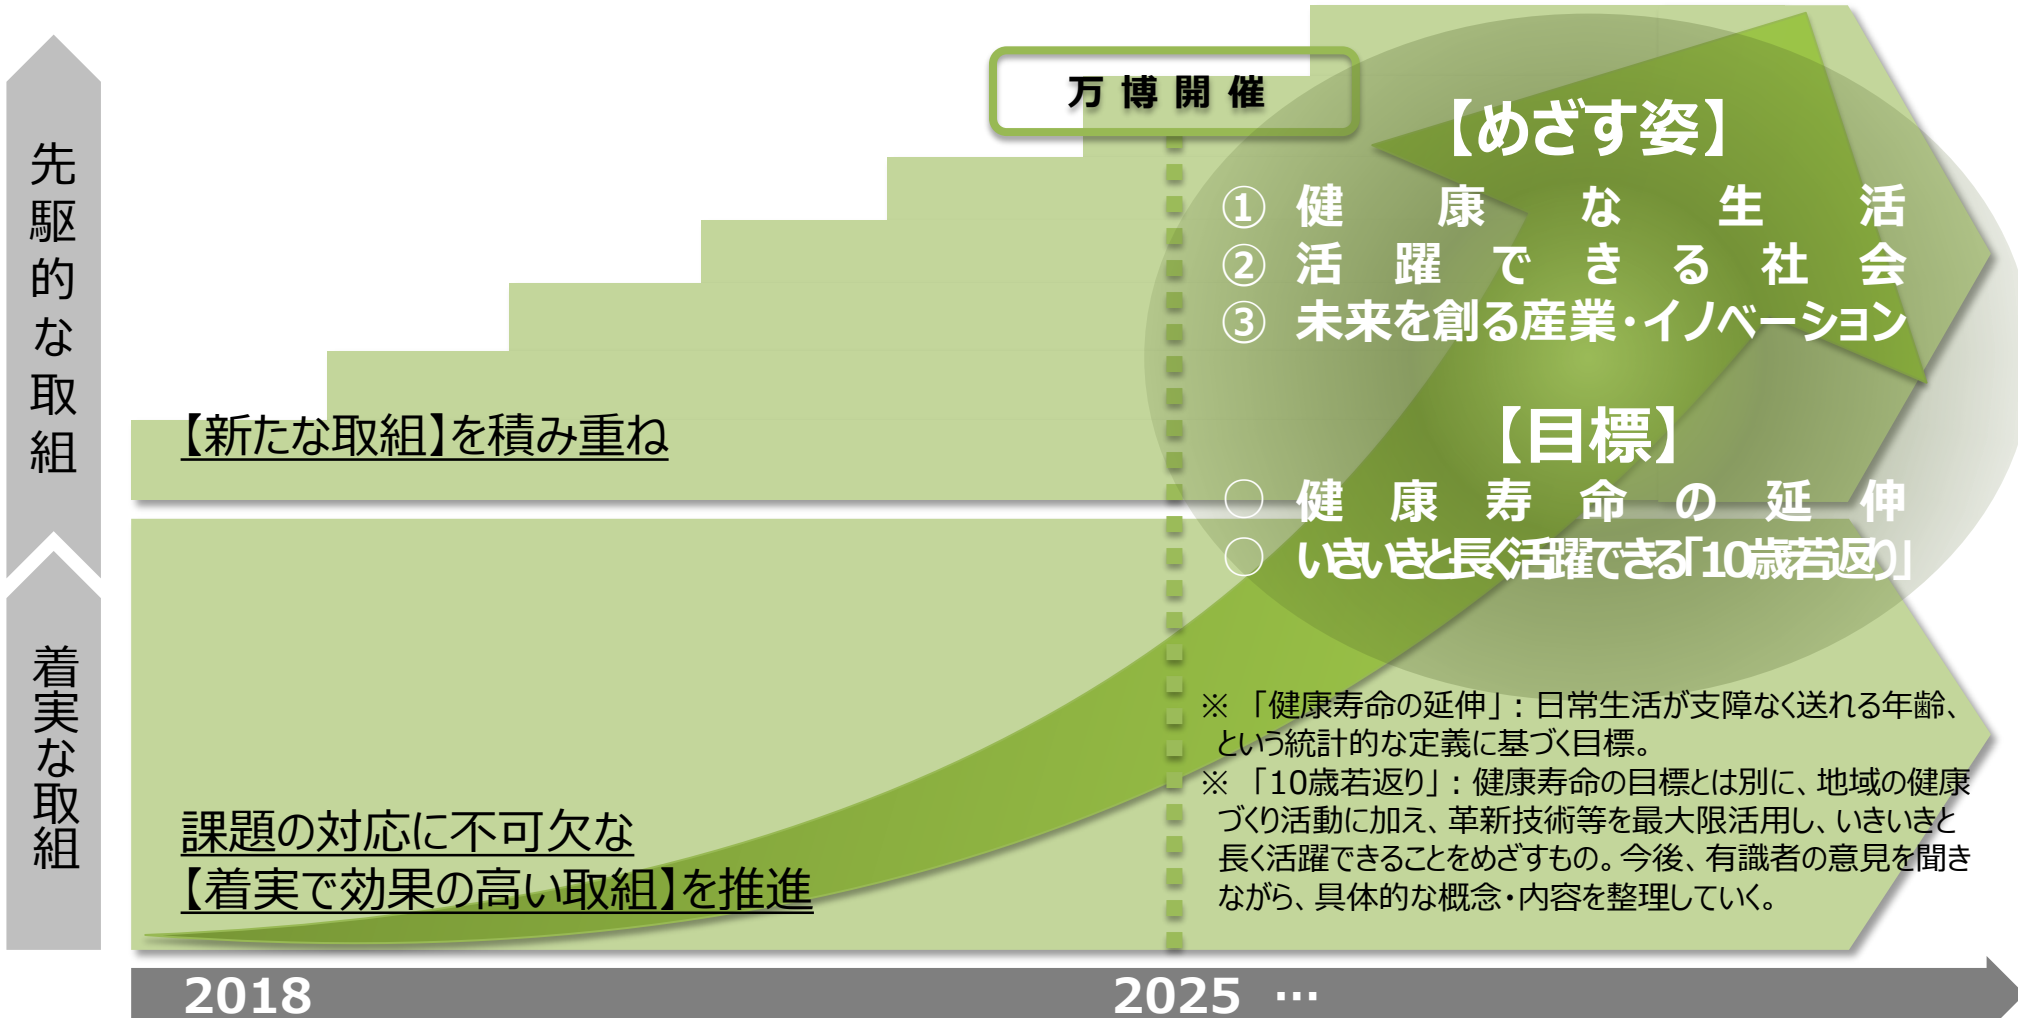 先駆的な取組
着実な取組
万博開催
【めざす姿】
① 健康な生活
② 活躍できる社会
③ 未来を創る産業・イノベーション
【新たな取組】を積み重ね
【目標】
○ 健康寿命の延伸
○ いきいきと長く活躍できる「10歳若返り」
※ 「健康寿命の延伸」：日常生活が支障なく送れる年齢、
という統計的な定義に基づく目標。
※ 「10歳若返り」：健康寿命の目標とは別に、地域の健康
づくり活動に加え、革新技術等を最大限活用し、いきいきと
長く活躍できることをめざすもの。今後、有識者の意見を聞き
ながら、具体的な概念・内容を整理していく。
課題の対応に不可欠な
【着実で効果の高い取組】を推進
2018
2025 …